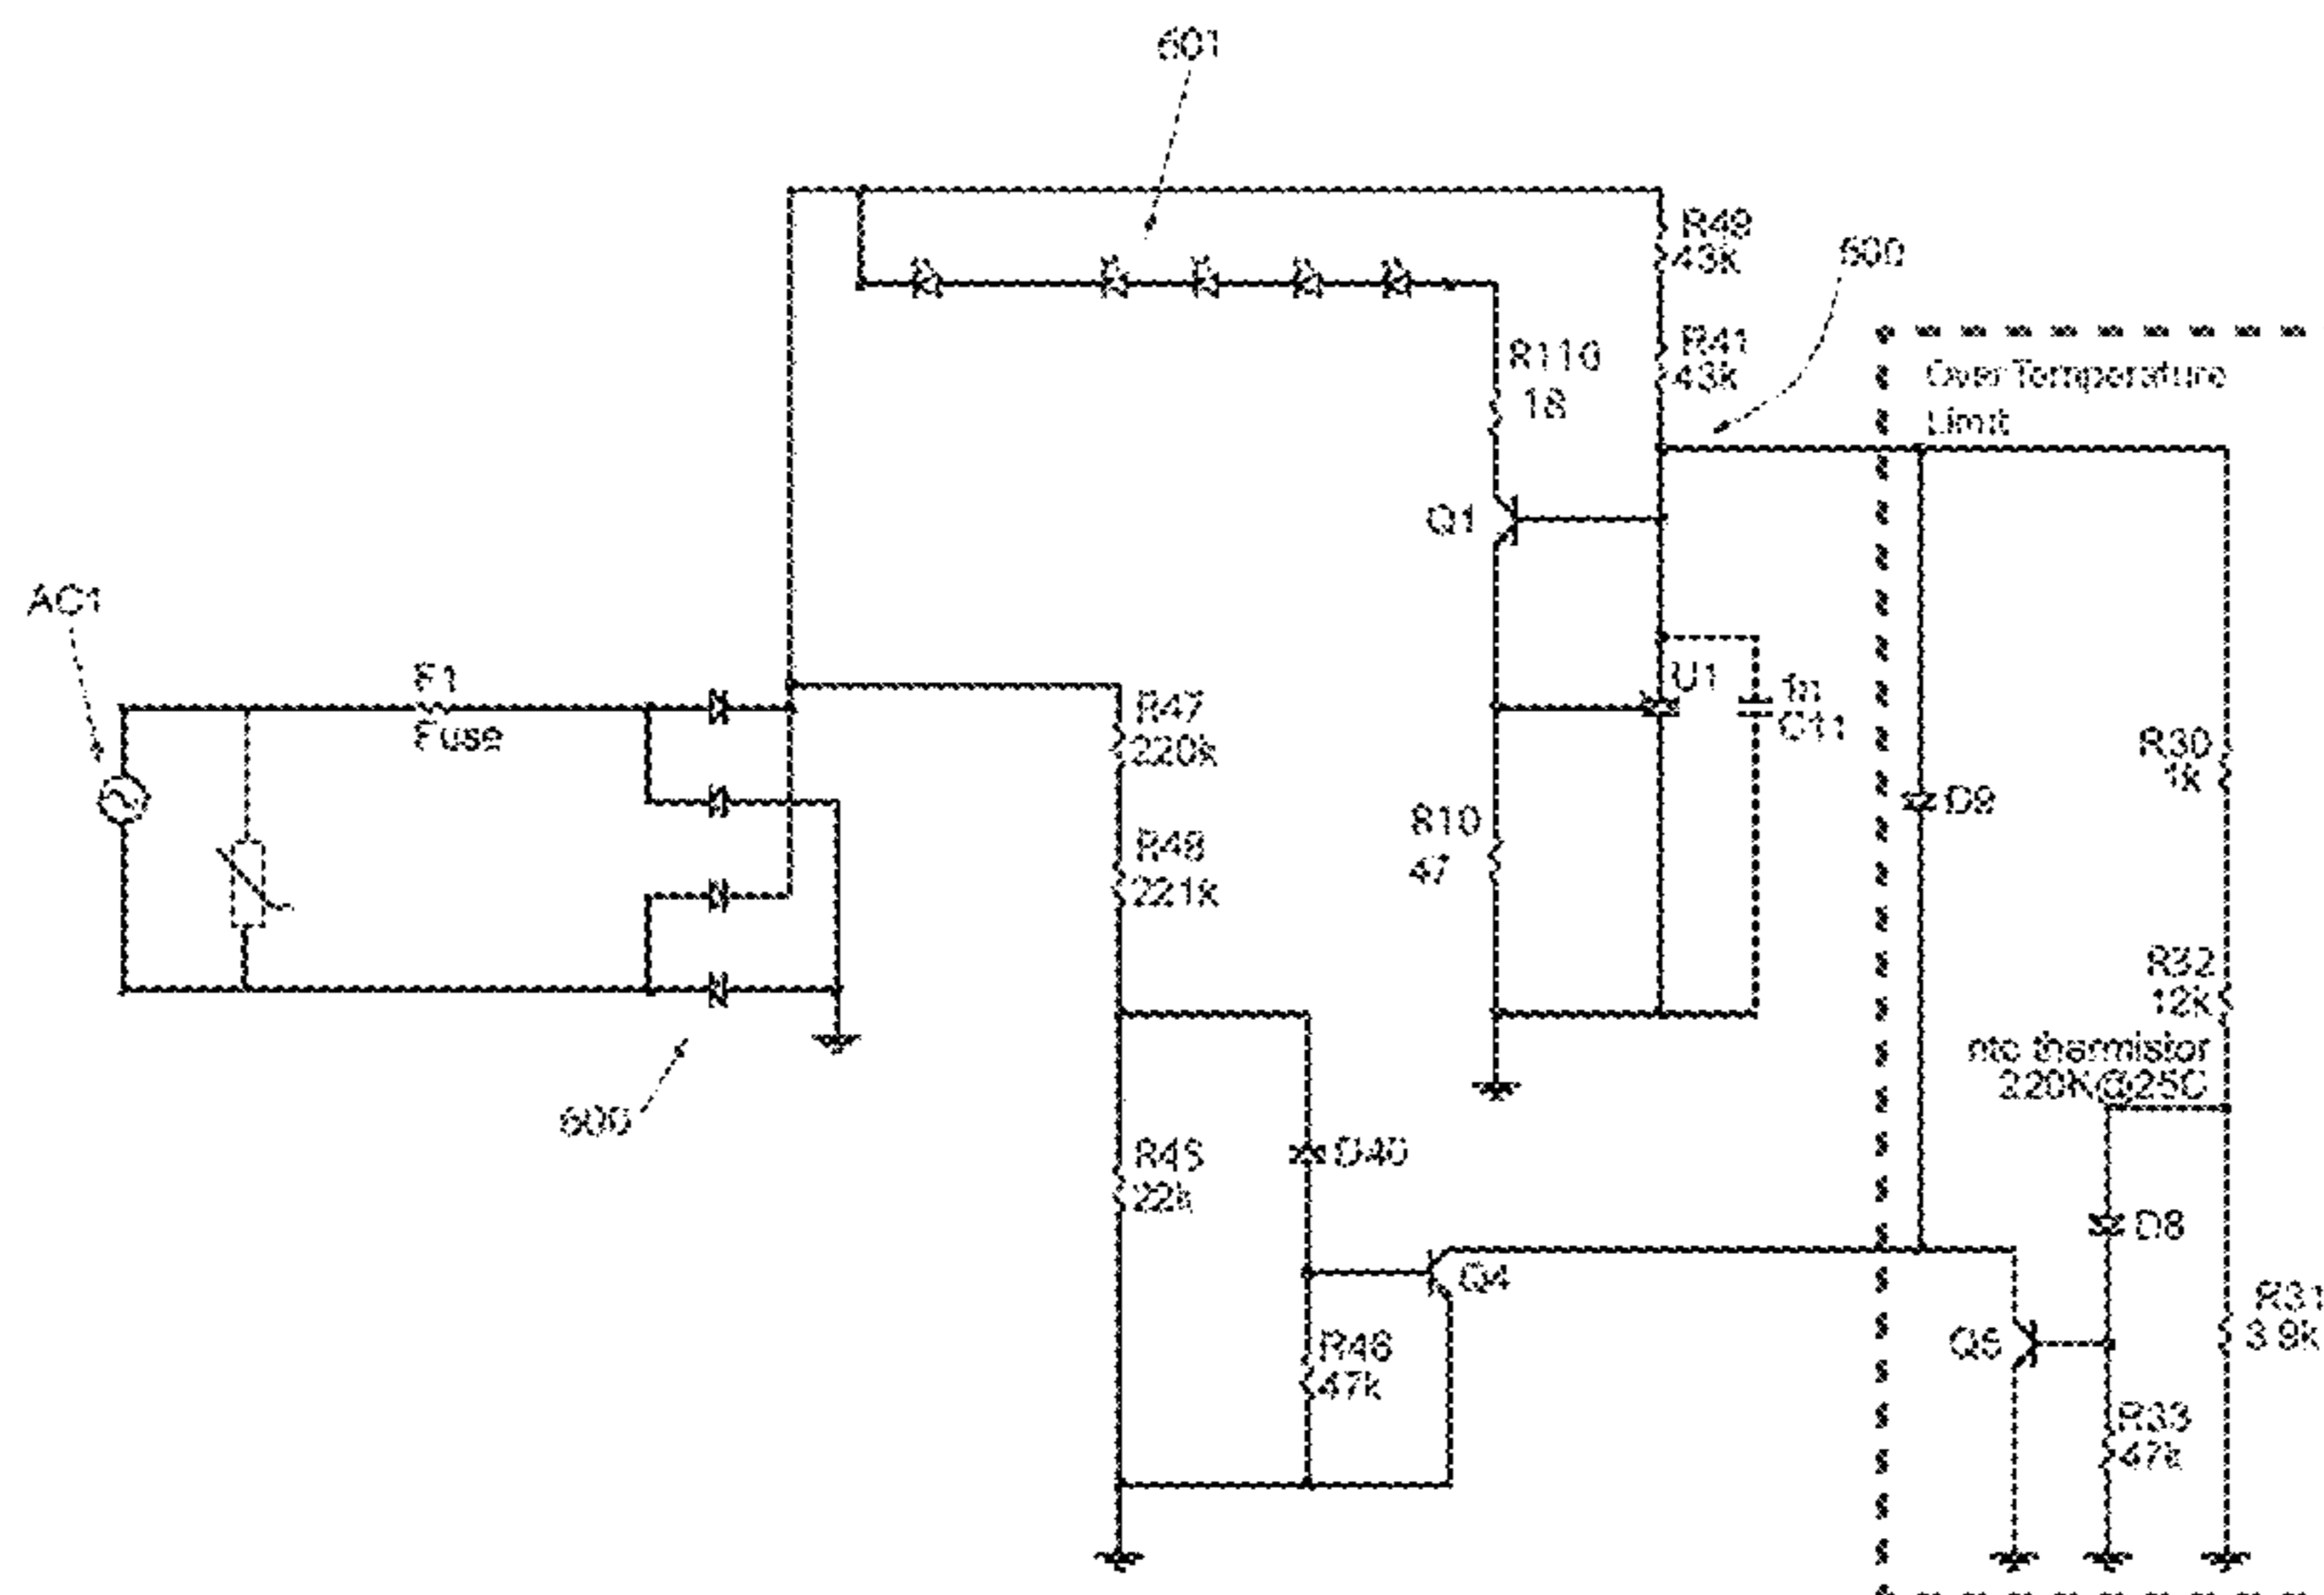 601
R49
43k
500
R41
43k
R110
18
Over Temperature
Limit
Q1
AC1
F1
Fuse
U1
1n
C11
R47
220k
R30
1k
D9
810
47
R48
221k
R32
12k
ntc thermistor
220K@25C
600
R45
22k
D40
D8
Q4
R31
3.9k
Q5
R46
47k
R33
47k